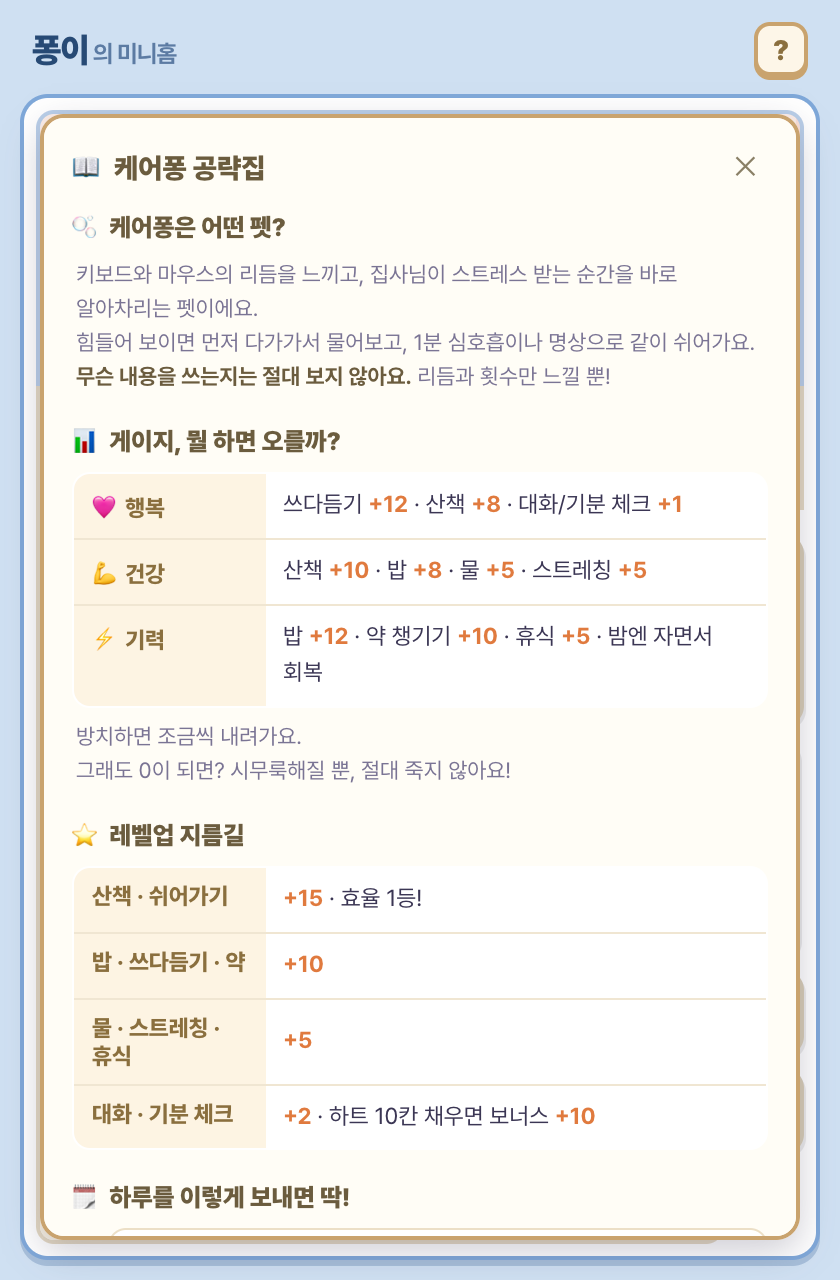 퐁이 의 미니홈
?
케어퐁 공략집
케어퐁은 어떤 펫?
키보드와 마우스의 리듬을 느끼고, 집사님이 스트레스 받는 순간을 바로
알아차리는 펫이에요.
힘들어 보이면 먼저 다가가서 물어보고, 1분 심호흡이나 명상으로 같이 쉬어가요.
무슨 내용을 쓰는지는 절대 보지 않아요. 리듬과 횟수만 느낄 뿐!
게이지, 뭘 하면 오를까?
행복 쓰다듬기 +12 · 산책 +8 · 대화/기분 체크 +1
건강 산책 +10 · 밥 +8 · 물 +5 · 스트레칭 +5
기력 밥 +12 · 약 챙기기 +10 · 휴식 +5 · 밤엔 자면서
회복
방치하면 조금씩 내려가요.
그래도 0이 되면? 시무룩해질 뿐, 절대 죽지 않아요!
레벨업 지름길
산책 · 쉬어가기 +15 · 효율 1등!
밥 · 쓰다듬기 · 약 +10
물 · 스트레칭 ·
휴식 +5
대화 · 기분 체크 +2 · 하트 10칸 채우면 보너스 +10
하루를 이렇게 보내면 딱!